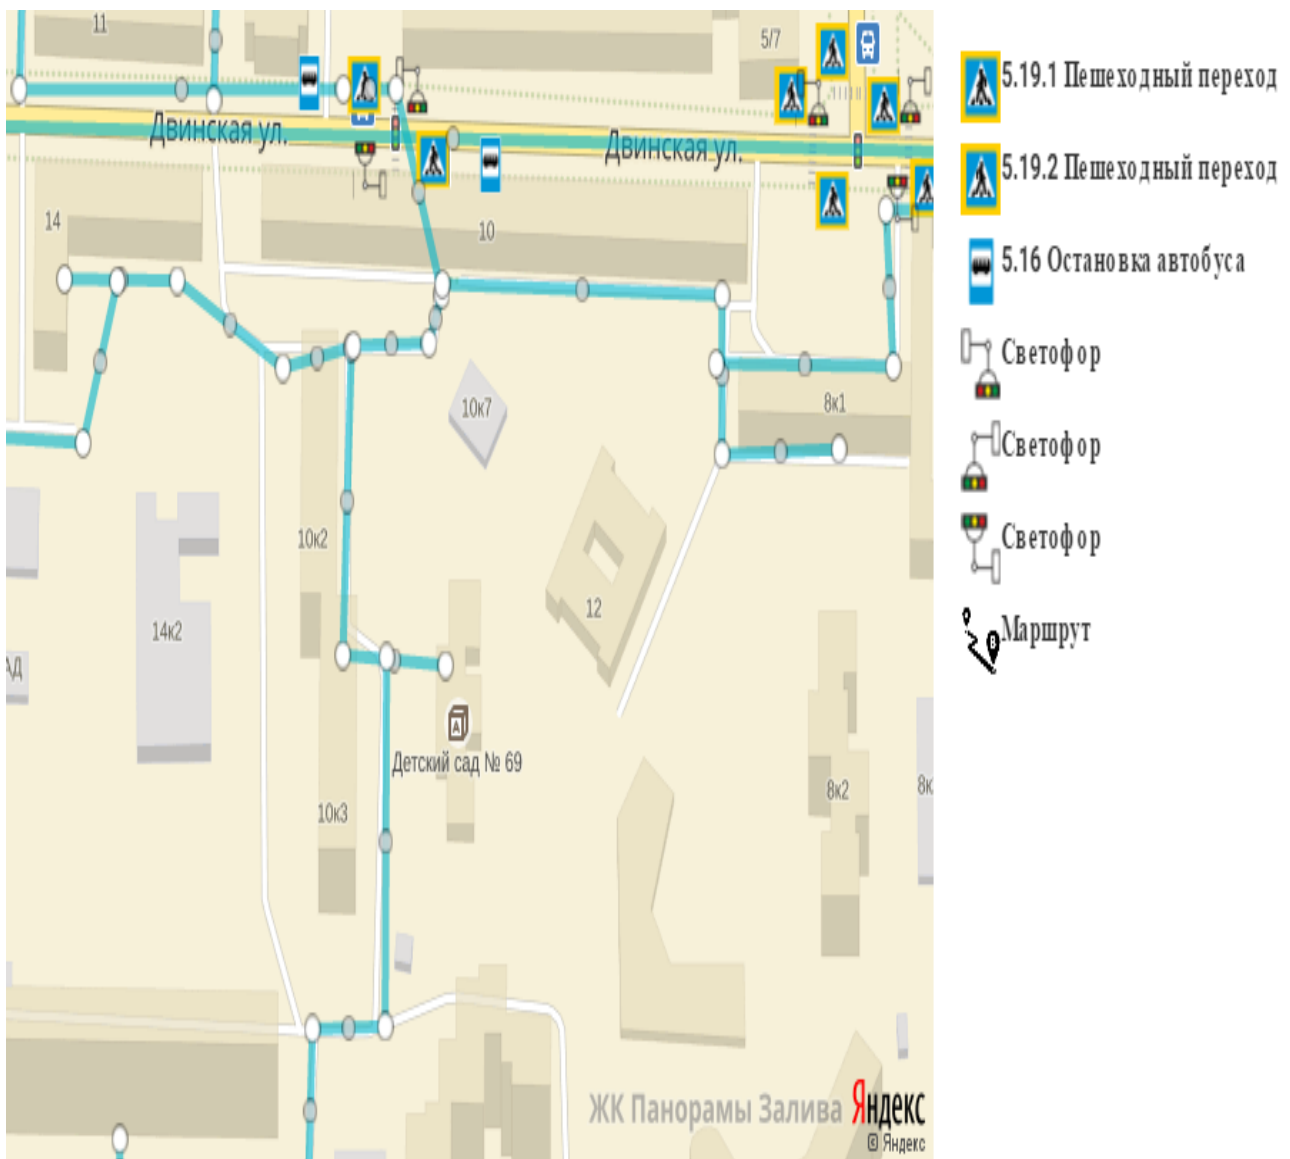 11
5/7
Двинская ул.
Двинская ул.
14
10
10к7
8к1
10к2
12
14к2
АД
А
Детский сад № 69
10к3
8к2
8к
ЖК Панорамы Залива
Яндекс
© Яндекс
5.19.1 Пешеходный переход
5.19.2 Пешеходный переход
5.16 Остановка автобуса
Светофор
Светофор
Светофор
Маршрут